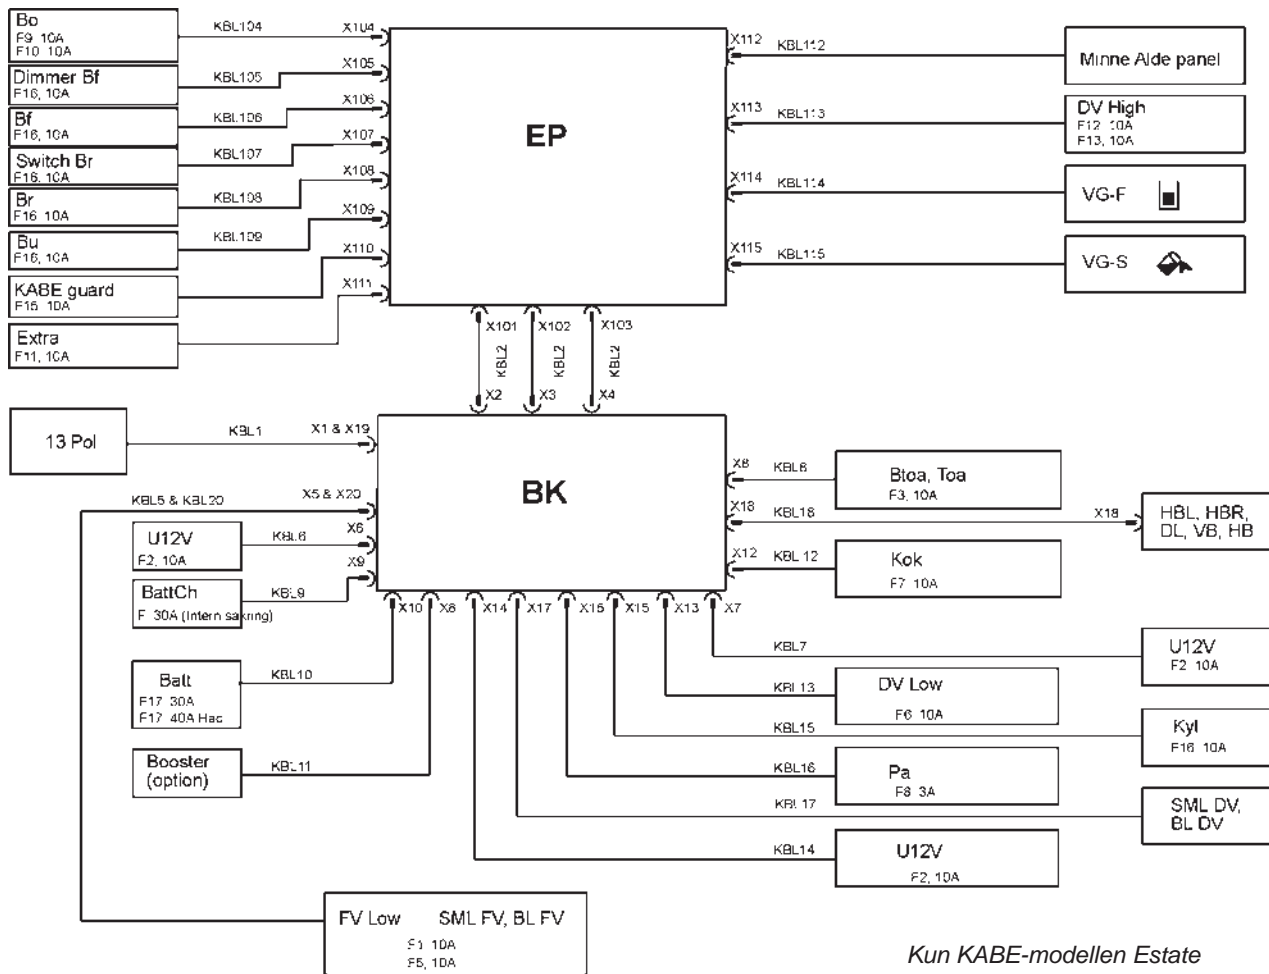 Bo
F9 10A
F10 10A
KBL104
X104
Dimmer Bf
F16, 10A
KBL105
X105
Bf
F16, 10A
KBL106
X106
Switch Br
F16, 10A
KBL107
X107
Br
F16 10A
KBL108
X108
Bu
F16, 10A
KBL109
X109
KABE guard
F15 10A
X110
Extra
F11, 10A
X111
EP
X112
KBL112
Minne Alde panel
X113
KBL113
DV High
F12 10A
F13, 10A
X114
KBL114
VG-F
X115
KBL115
VG-S
X101
X102
X103
KBL2
KBL2
KBL2
X2
X3
X4
13 Pol
KBL1
X1 & X19
KBL5 & KBL20
X5 & X20
U12V
F2, 10A
KBL6
X6
BattCh
F 30A (Intern sakring)
KBL9
X9
BK
X8
KBL8
Btoa, Toa
F3, 10A
X18
KBL18
X18
HBL, HBR,
DL, VB, HB
X12
KBL 12
Kok
F7 10A
X10
X8
X14
X17
X16
X15
X13
X7
Batt
F17 30A
F17 40A Hac
KBL10
Booster
(option)
KBL11
KBL7
U12V
F2 10A
KBL13
DV Low
F6 10A
KBL15
Kyl
F16 10A
KBL16
Pa
F8 3A
KBL17
SML DV,
BL DV
KBL14
U12V
F2, 10A
FV Low SML FV, BL FV
F1 10A
F5, 10A
Kun KABE-modellen Estate